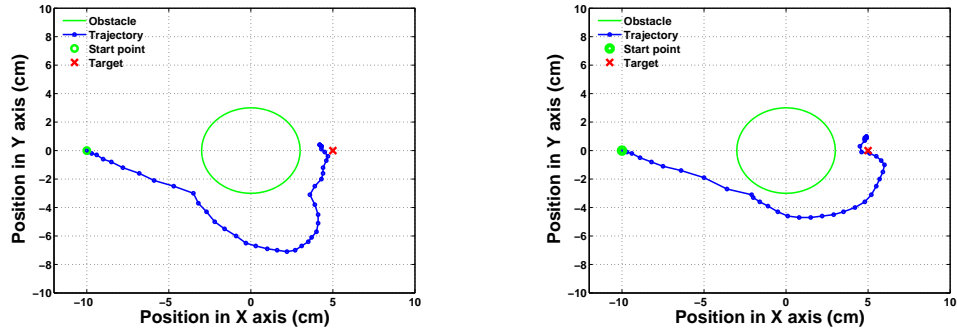 Obstacle
Trajectory
Start point
Target
10
8
6
4
2
0
−2
−4
−6
−8
−10
−10
−5
0
5
10
Position in X axis (cm)
Position in Y axis (cm)
Obstacle
Trajectory
Start point
Target
10
8
6
4
2
0
−2
−4
−6
−8
−10
−10
−5
0
5
10
Position in X axis (cm)
Position in Y axis (cm)